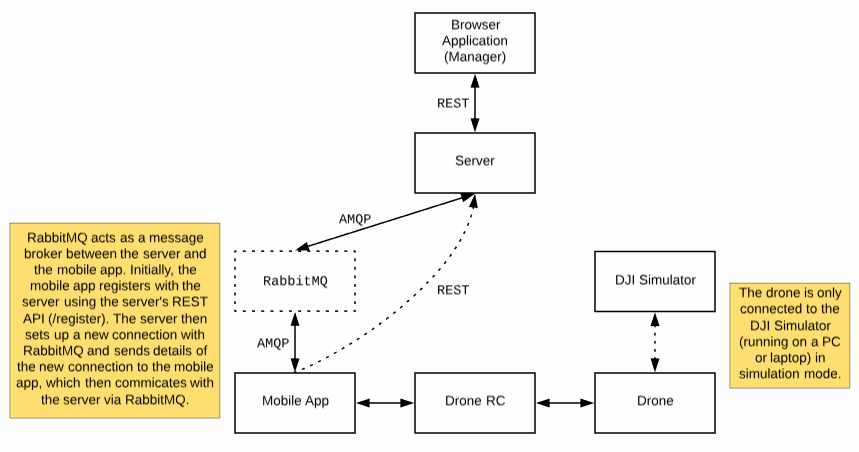 Browser
Application
(Manager)
REST
Server
AMQP
RabbitMQ acts as a message
broker between the server and
the mobile app. Initially, the
mobile app registers with the
server using the server's REST
API (/register). The server then
sets up a new connection with
RabbitMQ and sends details of
the new connection to the mobile
app, which then commicates with
the server via RabbitMQ.
RabbitMQ
REST
DJI Simulator
The drone is only
connected to the
DJI Simulator
(running on a PC
or laptop) in
simulation mode.
AMQP
Mobile App
Drone RC
Drone